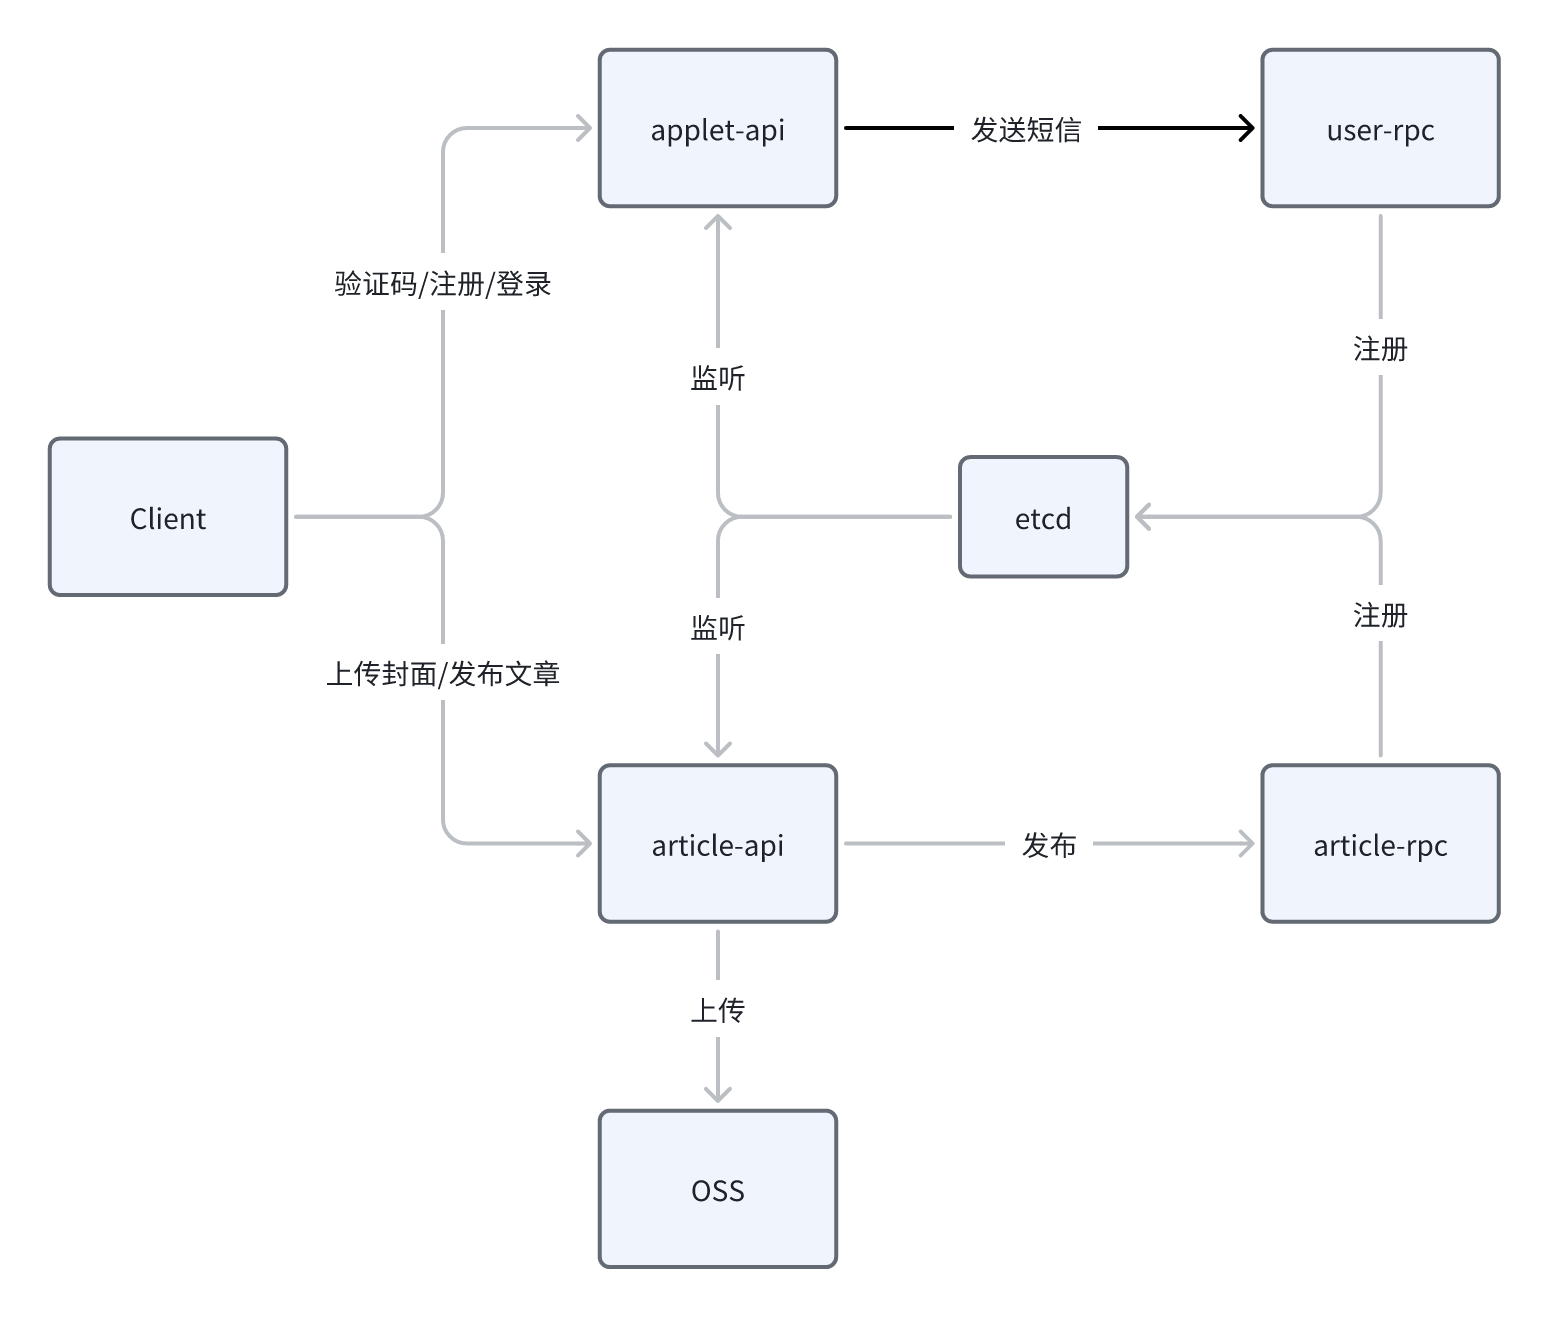 applet-api
发送短信
user-rpc
验证码/注册/登录
注册
监听
Client
etcd
注册
监听
上传封面/发布文章
article-api
发布
article-rpc
上传
OSS